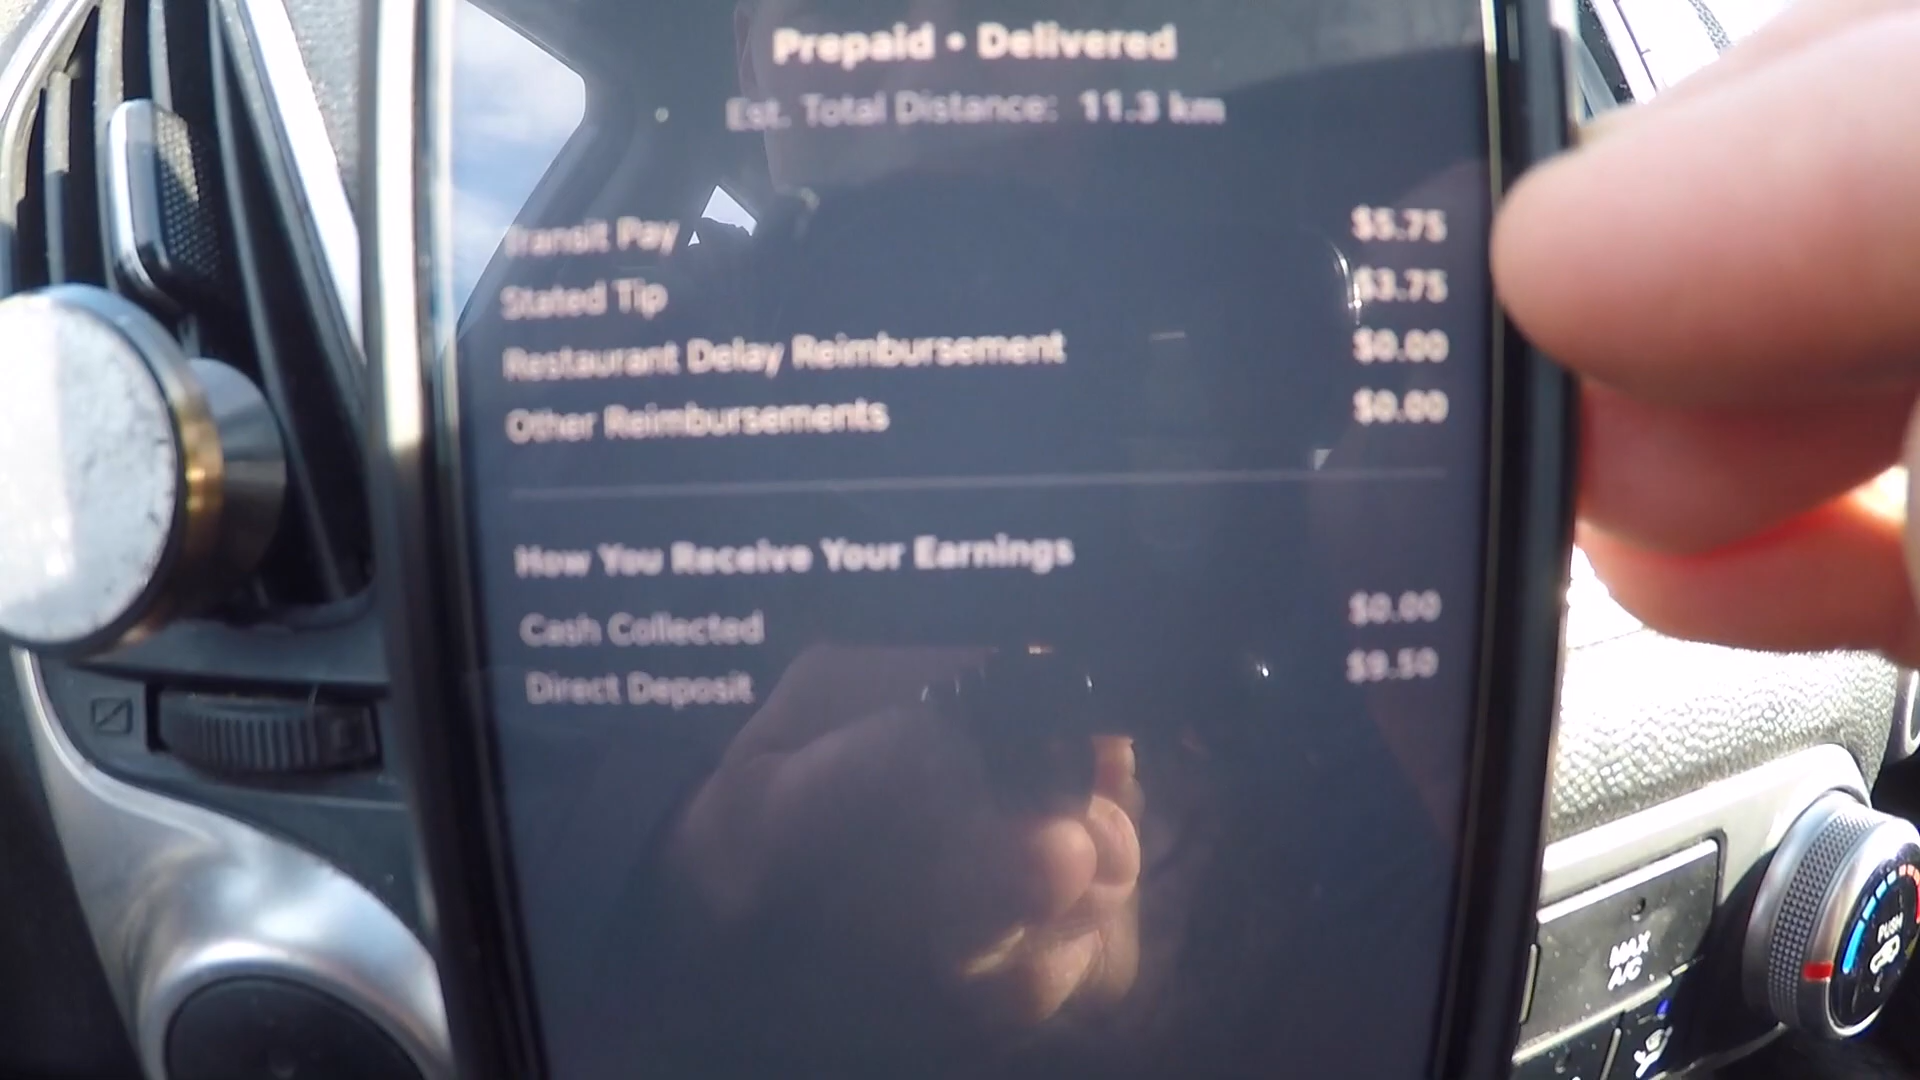 Prepaid • Delivered
Est. Total Distance: 11.3 km
Transit Pay $5.75
Stated Tip $3.75
Restaurant Delay Reimbursement $0.00
Other Reimbursements $0.00
How You Receive Your Earnings
Cash Collected $0.00
Direct Deposit $9.50
MAX
A/C
PUSH